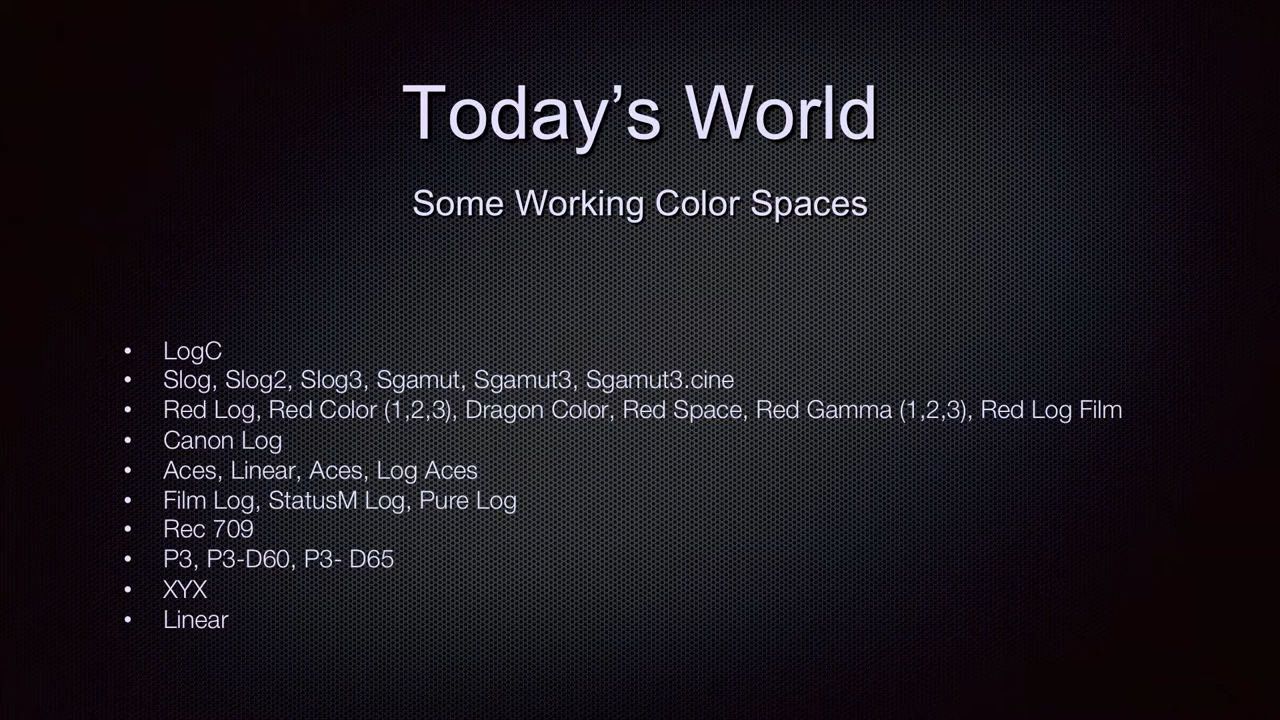 Today’s World
Some Working Color Spaces
• LogC
• Slog, Slog2, Slog3, Sgamut, Sgamut3, Sgamut3.cine
• Red Log, Red Color (1,2,3), Dragon Color, Red Space, Red Gamma (1,2,3), Red Log Film
• Canon Log
• Aces, Linear, Aces, Log Aces
• Film Log, StatusM Log, Pure Log
• Rec 709
• P3, P3-D60, P3- D65
• XYX
• Linear